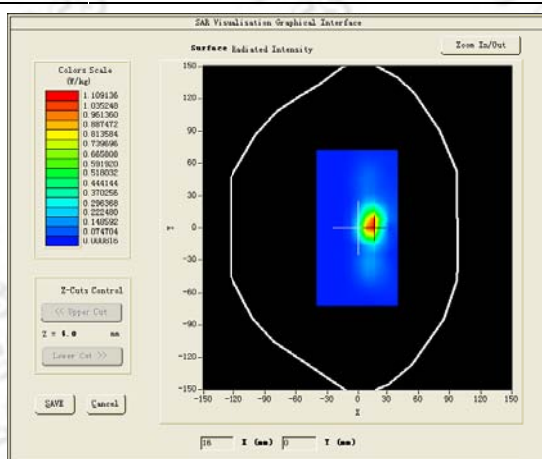 SAR Visualisation Graphical Interface
Surface Radiated Intensity
Zoom In/Out
Colors Scale
(W/kg)
1.109136
1.035248
0.961360
0.887472
0.813584
0.739696
0.665808
0.591920
0.518032
0.444144
0.370256
0.296368
0.222480
0.148592
0.074704
0.000816
150
120
90
60
30
0
-30
-60
-90
-120
-150
Y
-150 -120 -90 -60 -30 0 30 60 90 120 150
X
Z-Cuts Control
<< Upper Cut
Z = 4.0 mm
Lower Cut >>
SAVE
Cancel
16 X (mm) 0 Y (mm)